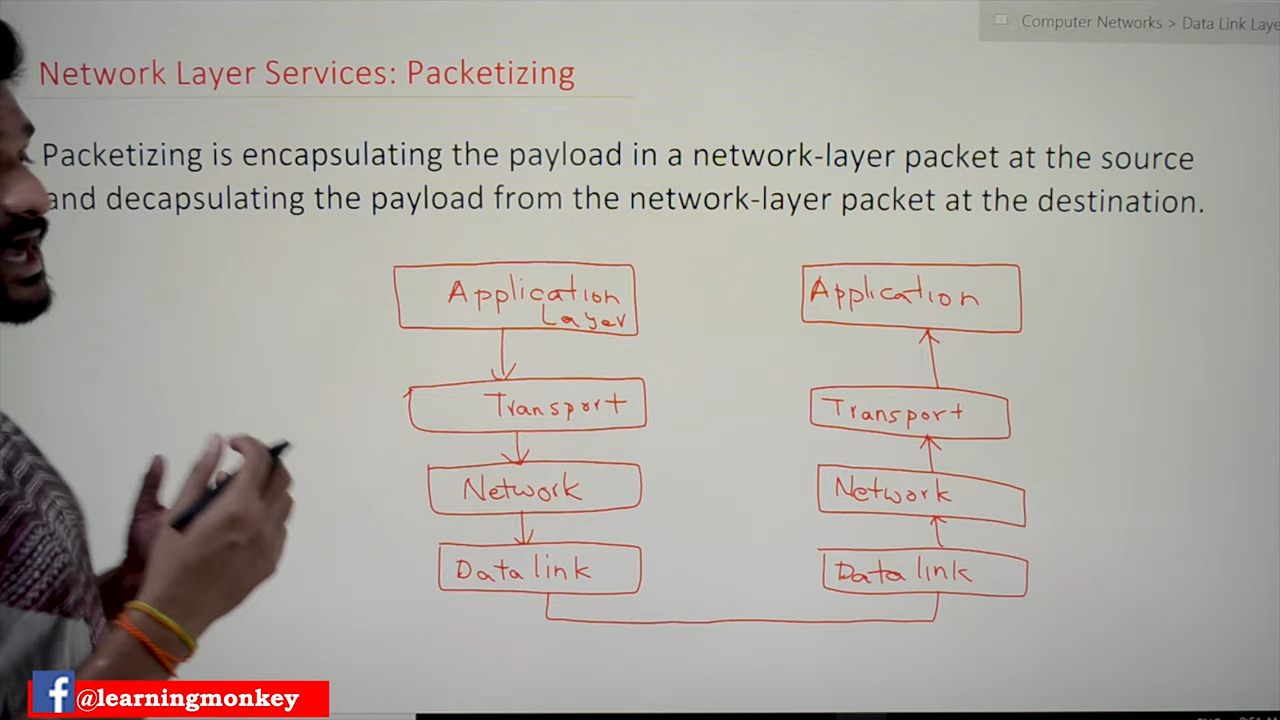 Computer Networks > Data Link Laye
Network Layer Services: Packetizing
Packetizing is encapsulating the payload in a network-layer packet at the source
and decapsulating the payload from the network-layer packet at the destination.
Application
Layer
Transport
Network
Data link
Application
Transport
Network
Data link
f @learningmonkey